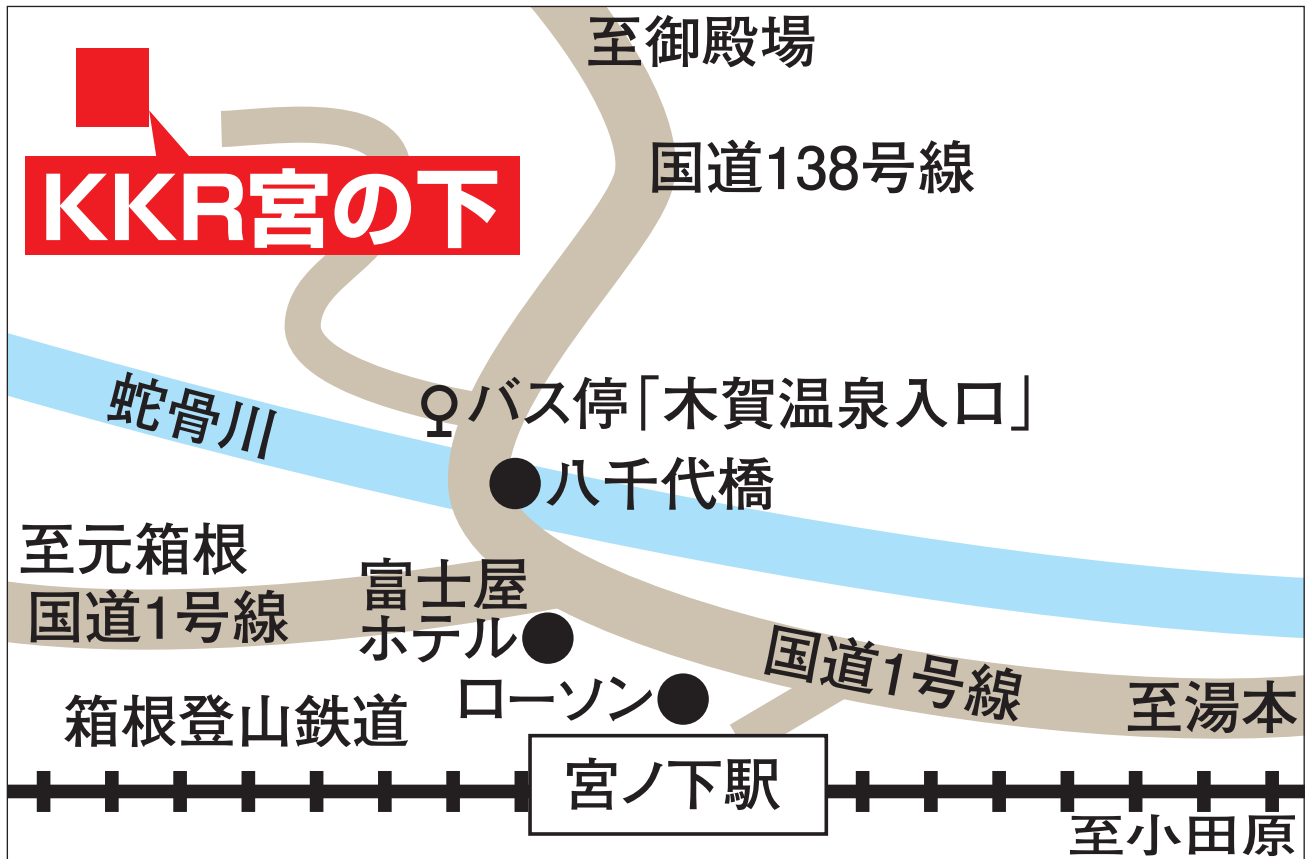 至御殿場
国道138号線
KKR宮の下
バス停「木賀温泉入口」
蛇骨川
八千代橋
至元箱根
国道1号線
富士屋
ホテル
国道1号線
ローソン
至湯本
箱根登山鉄道
宮ノ下駅
至小田原